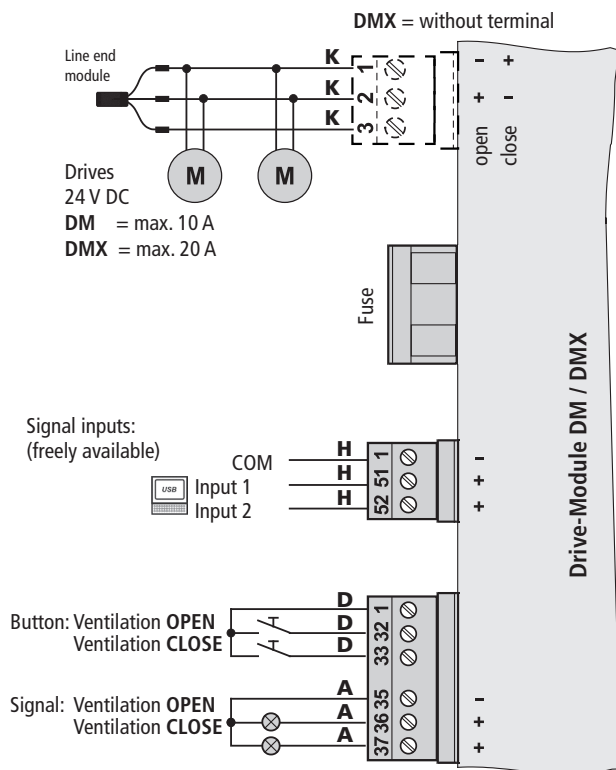 DMX = without terminal
Line end
module
K
K
K
1
2
3
- +
+ -
open
close
M
M
Drives
24 V DC
DM = max. 10 A
DMX = max. 20 A
Fuse
Drive-Module DM / DMX
Signal inputs:
(freely available)
COM
USB
Input 1
Input 2
H
H
H
1
51
52
-
+
+
Button: Ventilation OPEN
Ventilation CLOSE
D
D
D
1
32
33
Signal: Ventilation OPEN
Ventilation CLOSE
A
A
A
35
36
37
-
+
+